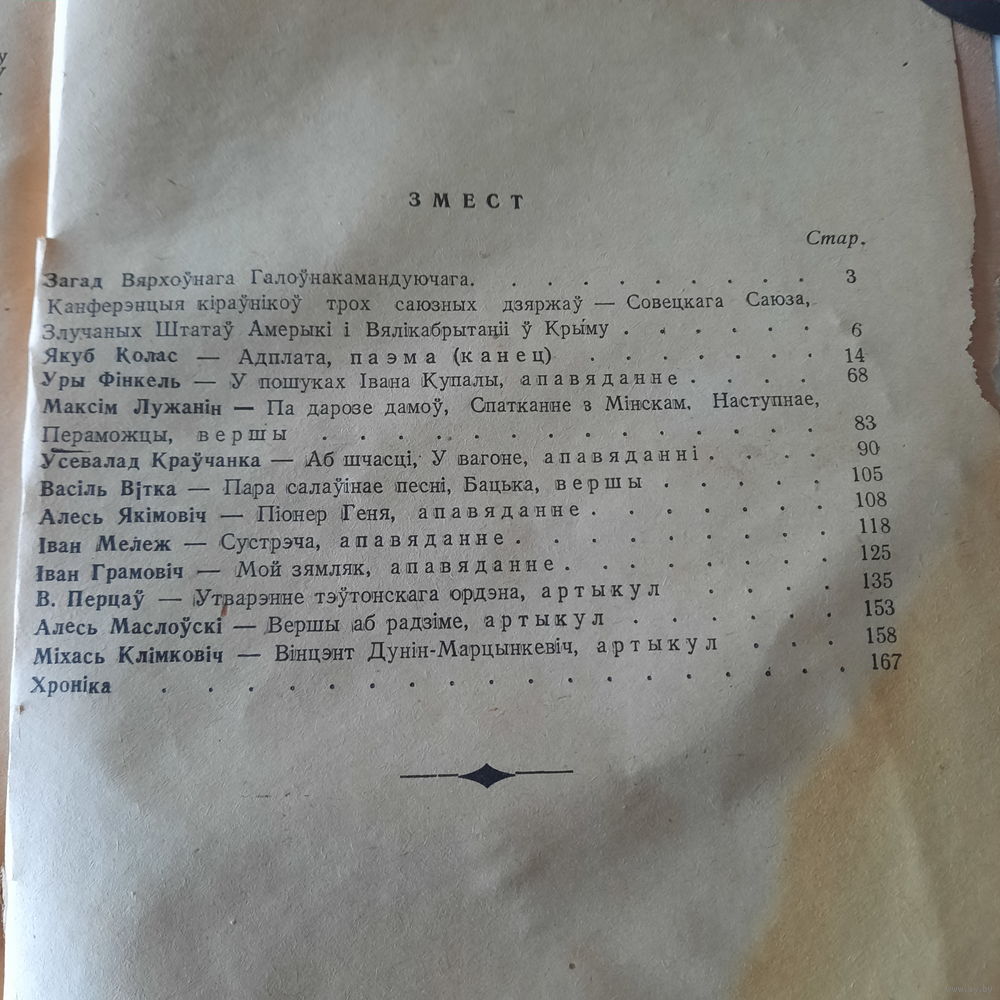 ЗМЕСТ
Стар.
Загад Вярхоўнага Галоўнакамандуючага. . . . . . . . . . 3
Канферэнцыя кіраўнікоў трох саюзных дзяржаў — Совецкага Саюза,
Злучаных Штатаў Амерыкі і Вялікабрытаніі ў Крыму . . . . . 6
Якуб Колас — Адплата, паэма (канец) . . . . . . . 14
Уры Фінкель — У пошуках Івана Купалы, апавяданне . . . . 68
Максім Лужанін — Па дарозе дамоў, Спатканне з Мінскам, Наступнае,
Пераможцы, вершы . . . . . . . . . . . . . 83
Усевалад Краўчанка — Аб шчасці, У вагоне, апавяданні . . . . 90
Васіль Вітка — Пара салаўінае песні, Бацька, вершы . . . . . 105
Алесь Якімовіч — Піонер Геня, апавяданне . . . . . . . 108
Іван Мележ — Сустрэча, апавяданне . . . . . . . . . 118
Іван Грамовіч — Мой зямляк, апавяданне . . . . . . . . 125
В. Перцаў — Утварэнне тэўтонскага ордэна, артыкул . . . . 135
Алесь Маслоўскі — Вершы аб радзіме, артыкул . . . . . . 153
Міхась Клімковіч — Вінцэнт Дунін-Марцынкевіч, артыкул . . . 158
Хроніка . . . . . . . . . . . . . . . . . 167